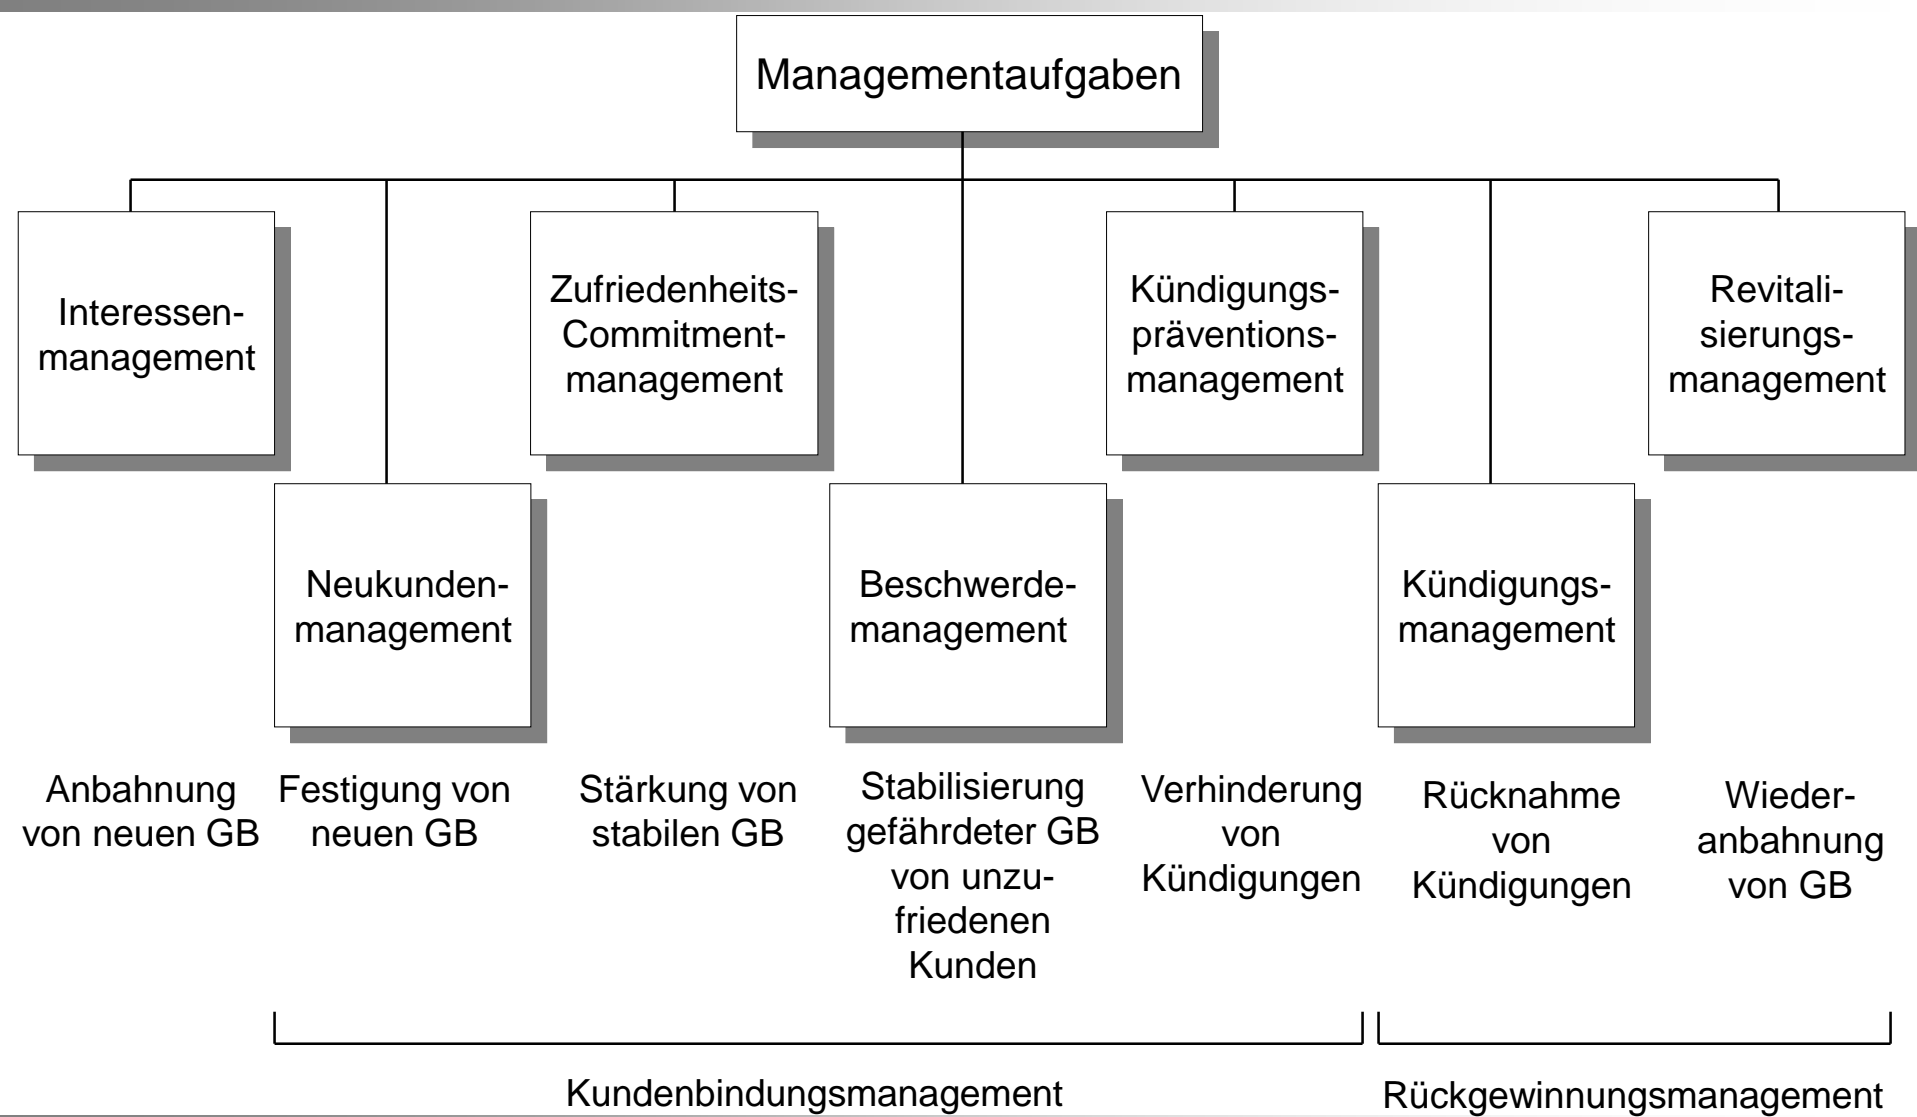 Managementaufgaben
Interessen-
management
Zufriedenheits-
Commitment-
management
Kündigungs-
präventions-
management
Revitali-
sierungs-
management
Neukunden-
management
Beschwerde-
management
Kündigungs-
management
Anbahnung
von neuen GB
Festigung von
neuen GB
Stärkung von
stabilen GB
Stabilisierung
gefährdeter GB
von unzu-
friedenen
Kunden
Verhinderung
von
Kündigungen
Rücknahme
von
Kündigungen
Wieder-
anbahnung
von GB
Kundenbindungsmanagement
Rückgewinnungsmanagement